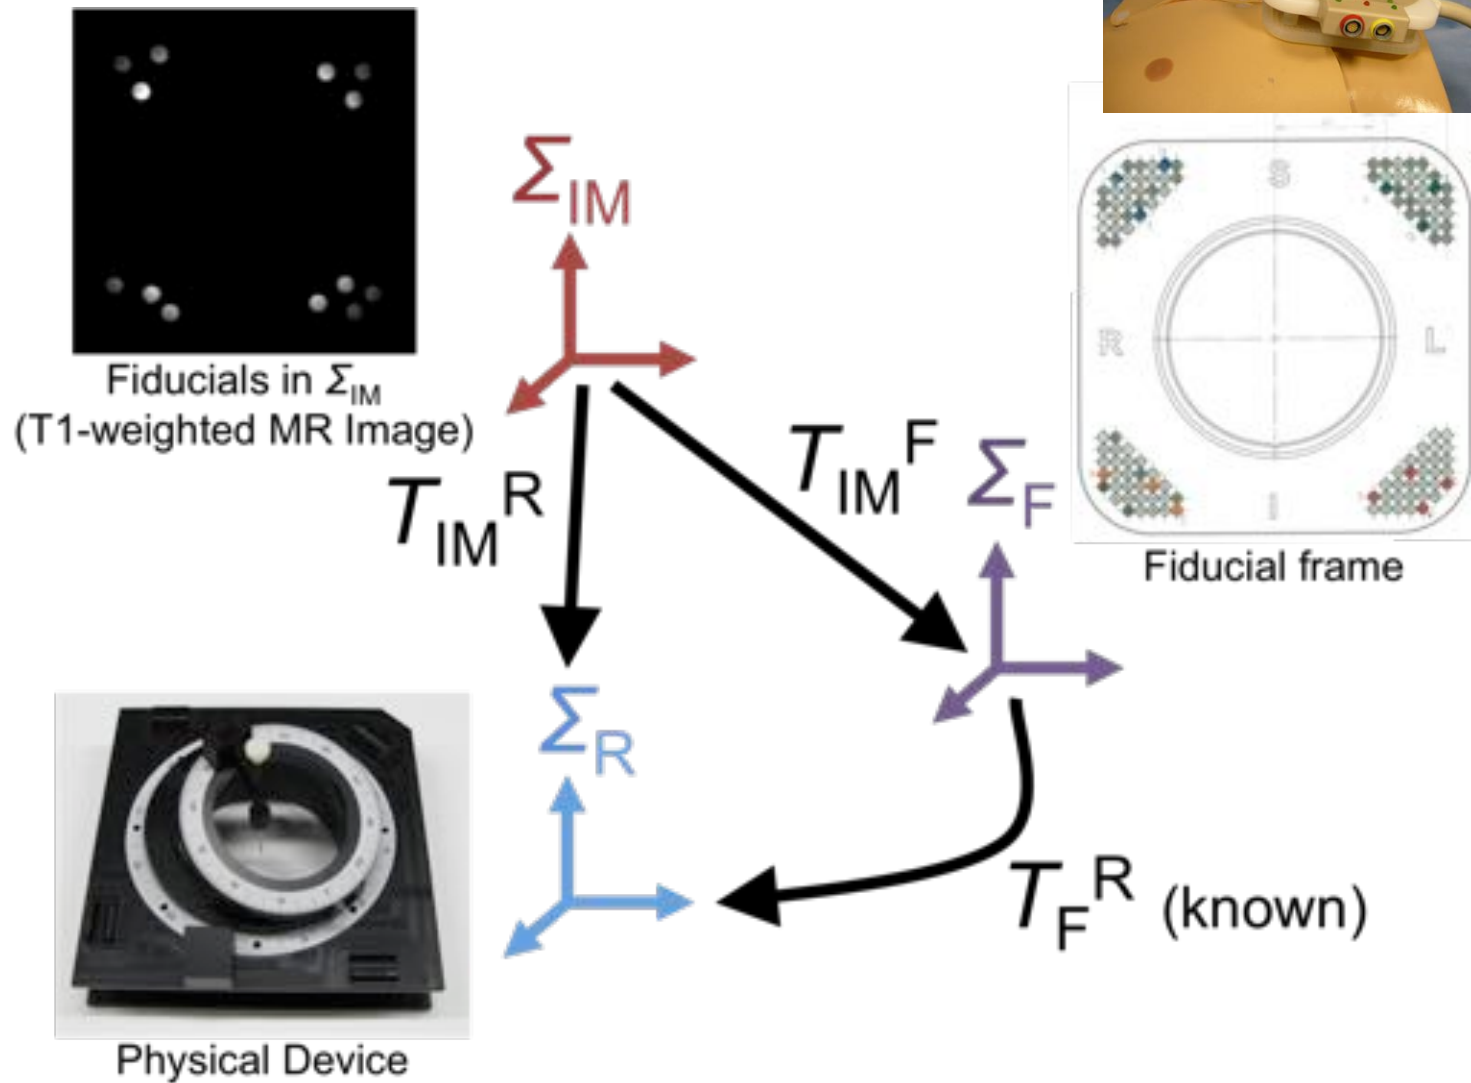 Fiducials in Σ_IM
(T1-weighted MR Image)
Σ_IM
T_IM^R
T_IM^F
Σ_F
S
R
L
I
Fiducial frame
Σ_R
T_F^R (known)
Physical Device